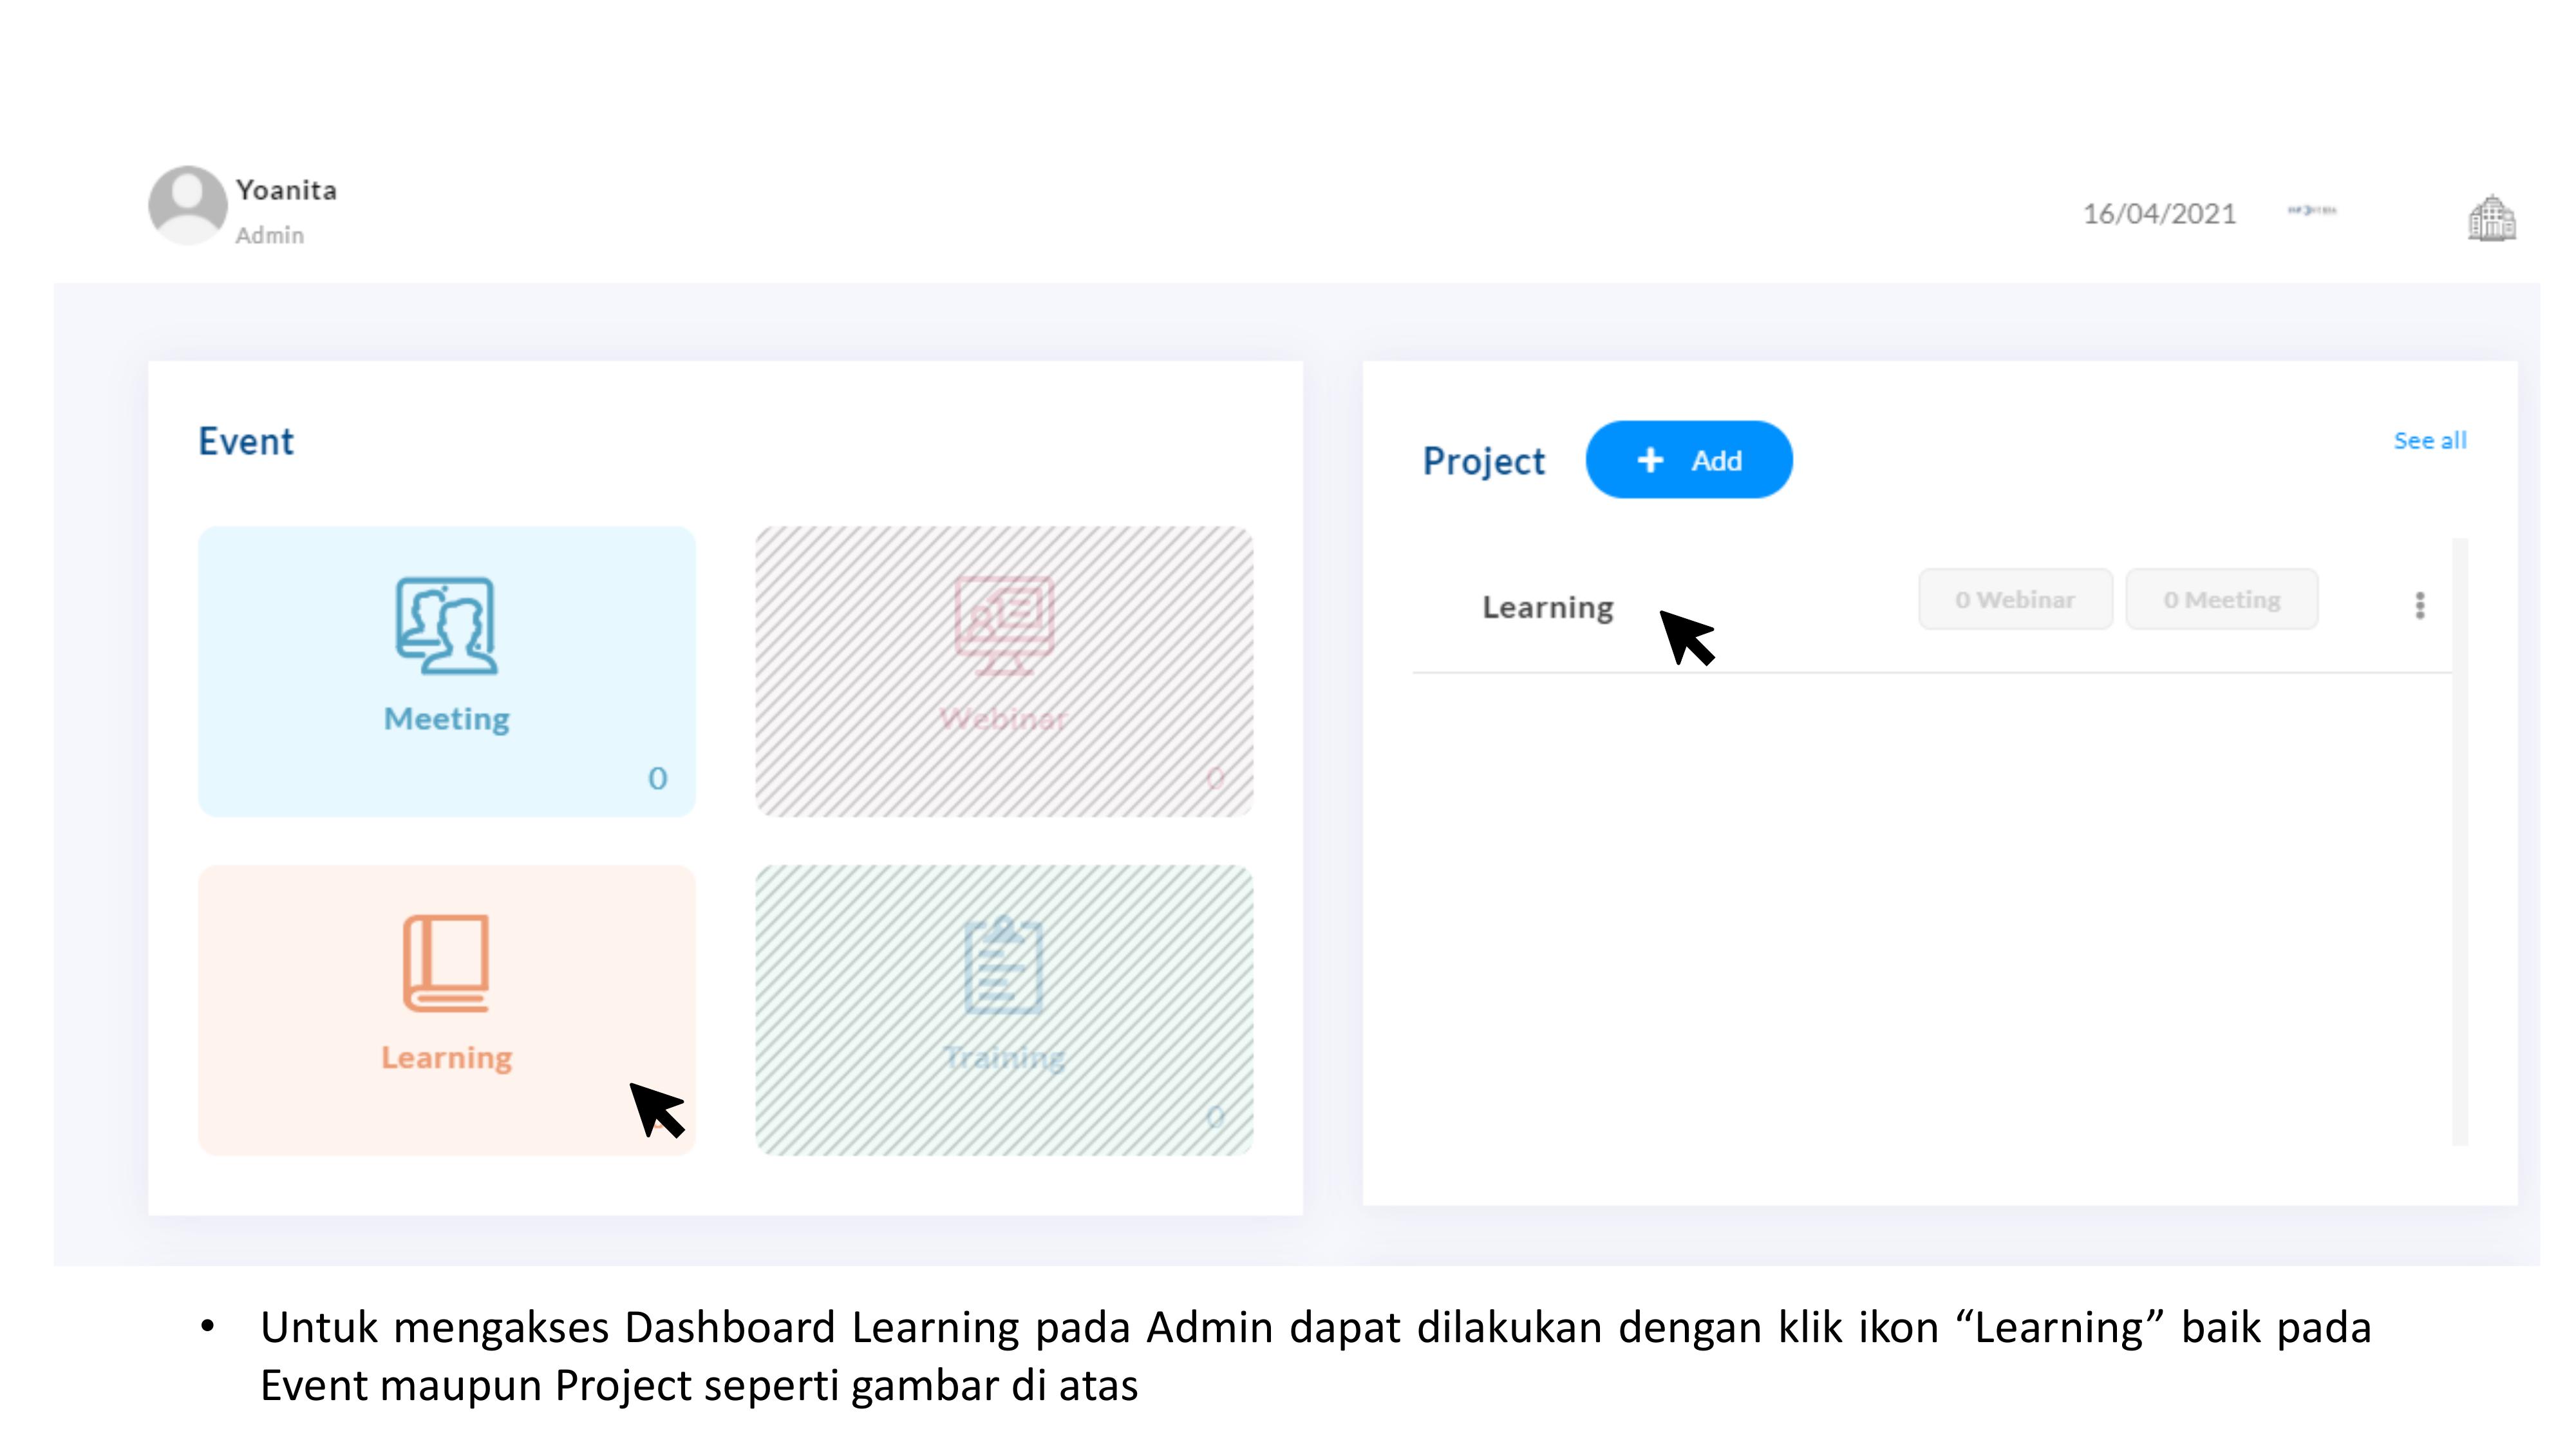 Yoanita
Admin
16/04/2021
Event
Meeting
0
Webinar
0
Learning
Training
0
Project
+ Add
See all
Learning
0 Webinar
0 Meeting
• Untuk mengakses Dashboard Learning pada Admin dapat dilakukan dengan klik ikon “Learning” baik pada
Event maupun Project seperti gambar di atas